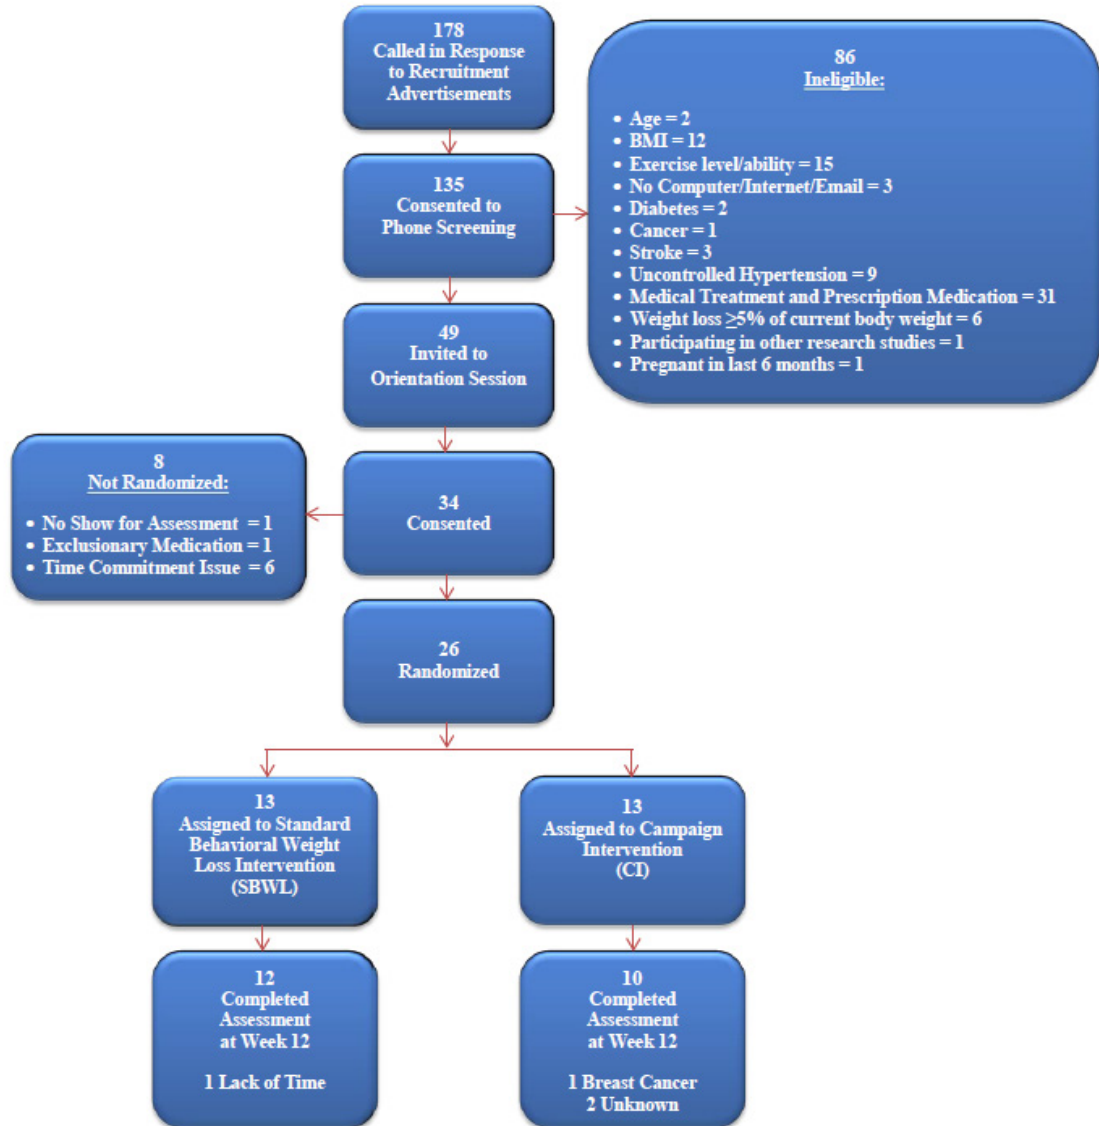 178
Called in Response
to Recruitment
Advertisements
86
Ineligible:
• Age = 2
• BMI = 12
• Exercise level/ability = 15
• No Computer/Internet/Email = 3
• Diabetes = 2
• Cancer = 1
• Stroke = 3
• Uncontrolled Hypertension = 9
• Medical Treatment and Prescription Medication = 31
• Weight loss ≥5% of current body weight = 6
• Participating in other research studies = 1
• Pregnant in last 6 months = 1
135
Consented to
Phone Screening
49
Invited to
Orientation Session
8
Not Randomized:
• No Show for Assessment = 1
• Exclusionary Medication = 1
• Time Commitment Issue = 6
34
Consented
26
Randomized
13
Assigned to Standard
Behavioral Weight
Loss Intervention
(SBWL)
13
Assigned to Campaign
Intervention
(CI)
12
Completed
Assessment
at Week 12
1 Lack of Time
10
Completed
Assessment
at Week 12
1 Breast Cancer
2 Unknown